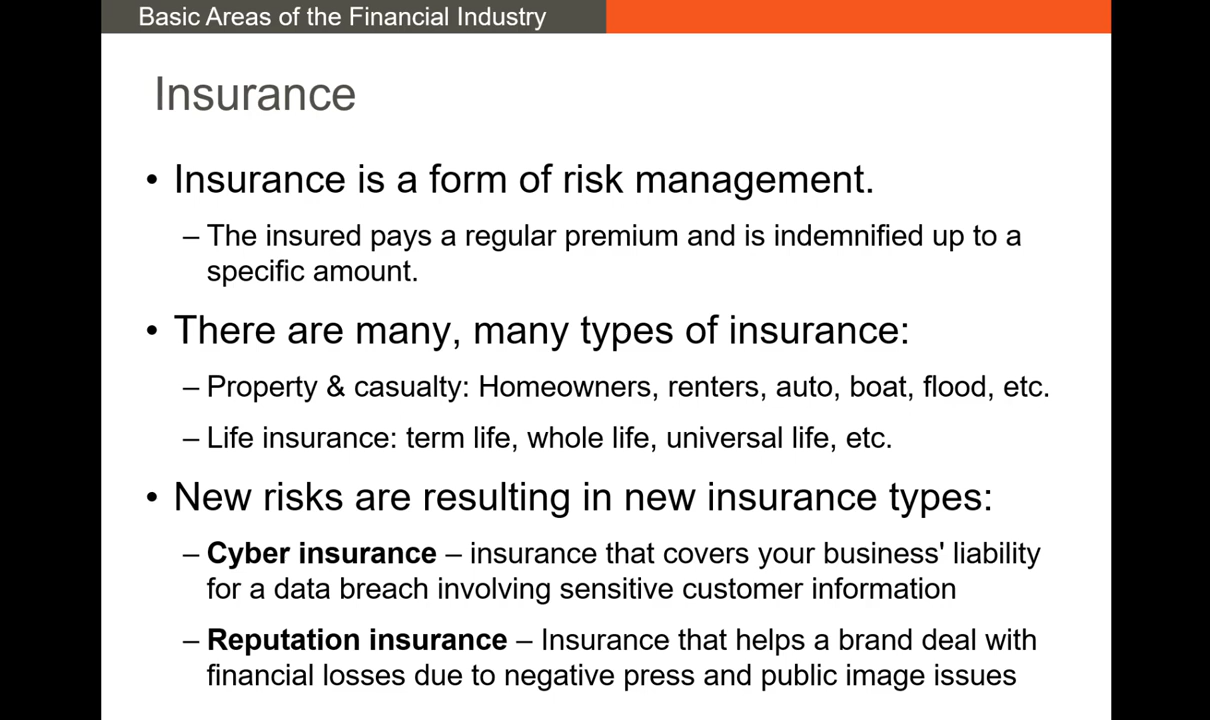 Basic Areas of the Financial Industry
Insurance
• Insurance is a form of risk management.
– The insured pays a regular premium and is indemnified up to a
specific amount.
• There are many, many types of insurance:
– Property & casualty: Homeowners, renters, auto, boat, flood, etc.
– Life insurance: term life, whole life, universal life, etc.
• New risks are resulting in new insurance types:
– Cyber insurance – insurance that covers your business' liability
for a data breach involving sensitive customer information
– Reputation insurance – Insurance that helps a brand deal with
financial losses due to negative press and public image issues